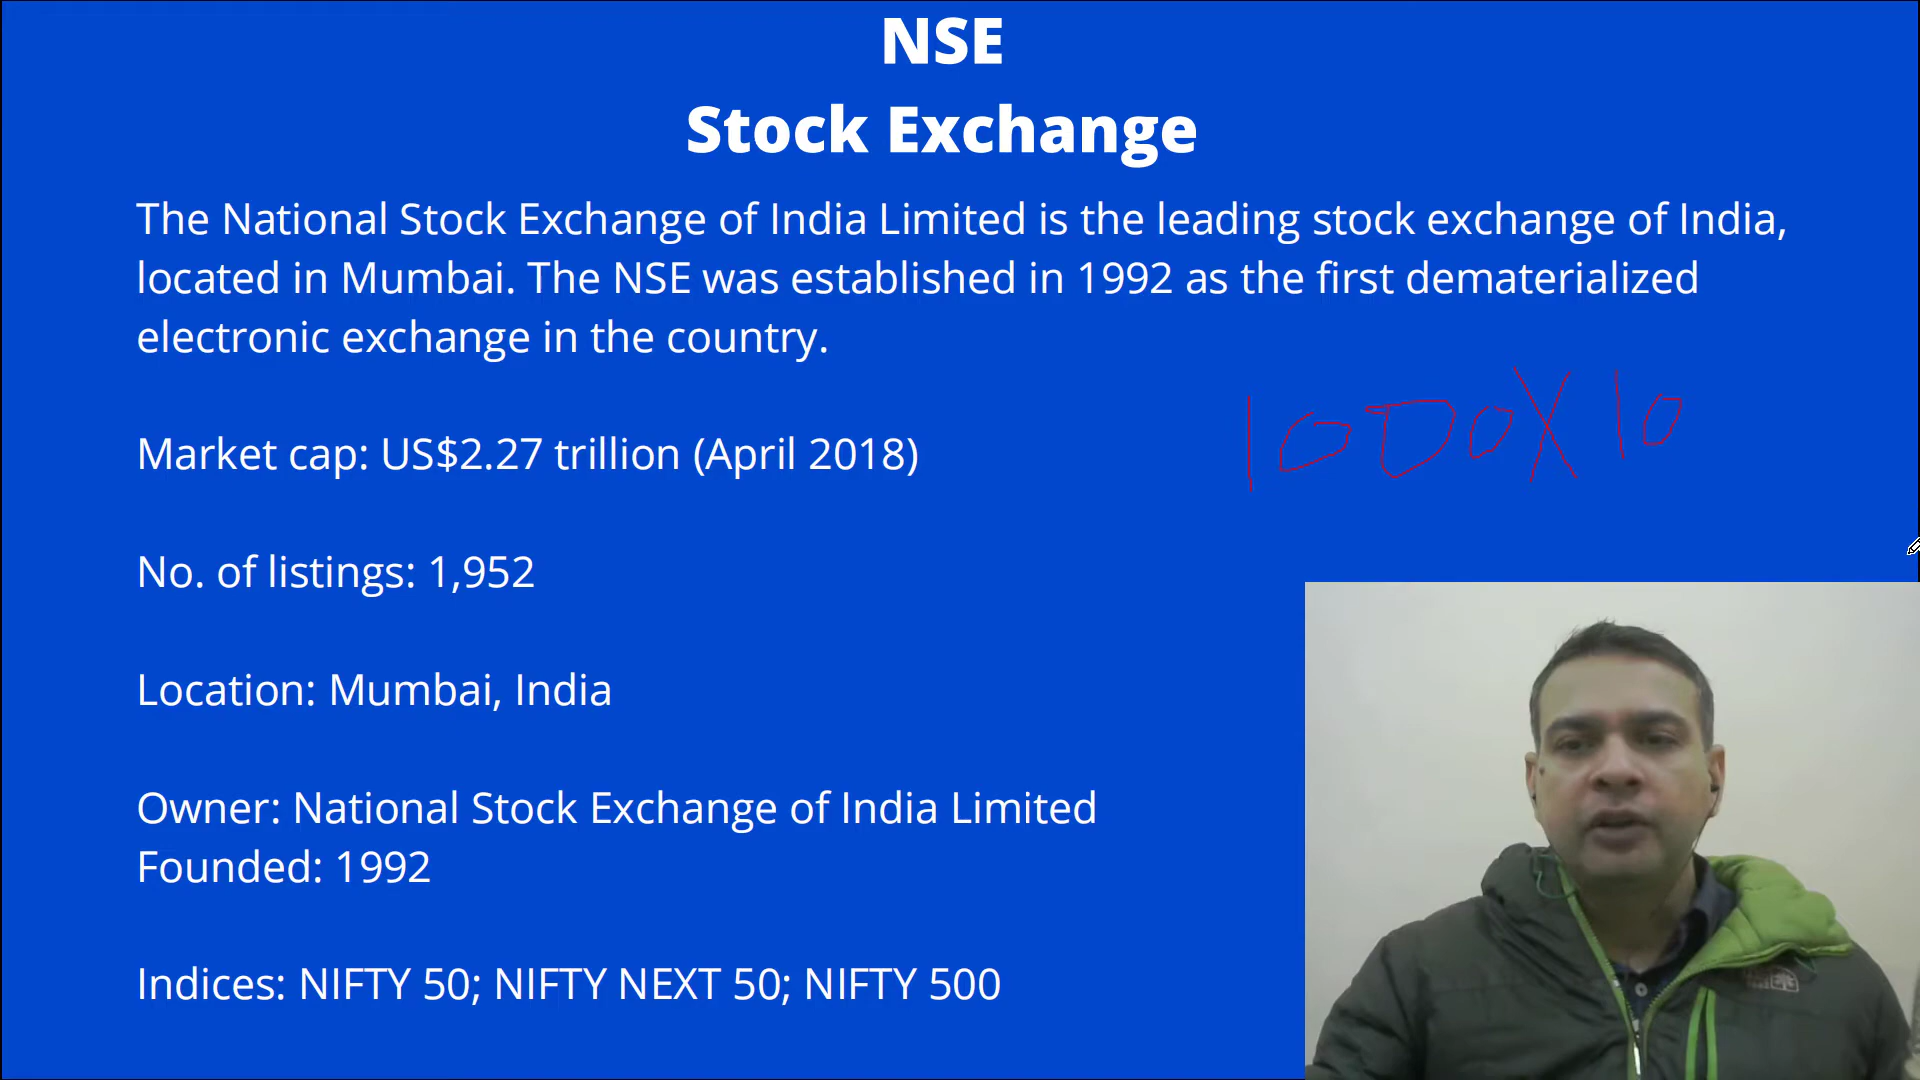 NSE
Stock Exchange
The National Stock Exchange of India Limited is the leading stock exchange of India,
located in Mumbai. The NSE was established in 1992 as the first dematerialized
electronic exchange in the country.
1000X10
Market cap: US$2.27 trillion (April 2018)
No. of listings: 1,952
Location: Mumbai, India
Owner: National Stock Exchange of India Limited
Founded: 1992
Indices: NIFTY 50; NIFTY NEXT 50; NIFTY 500